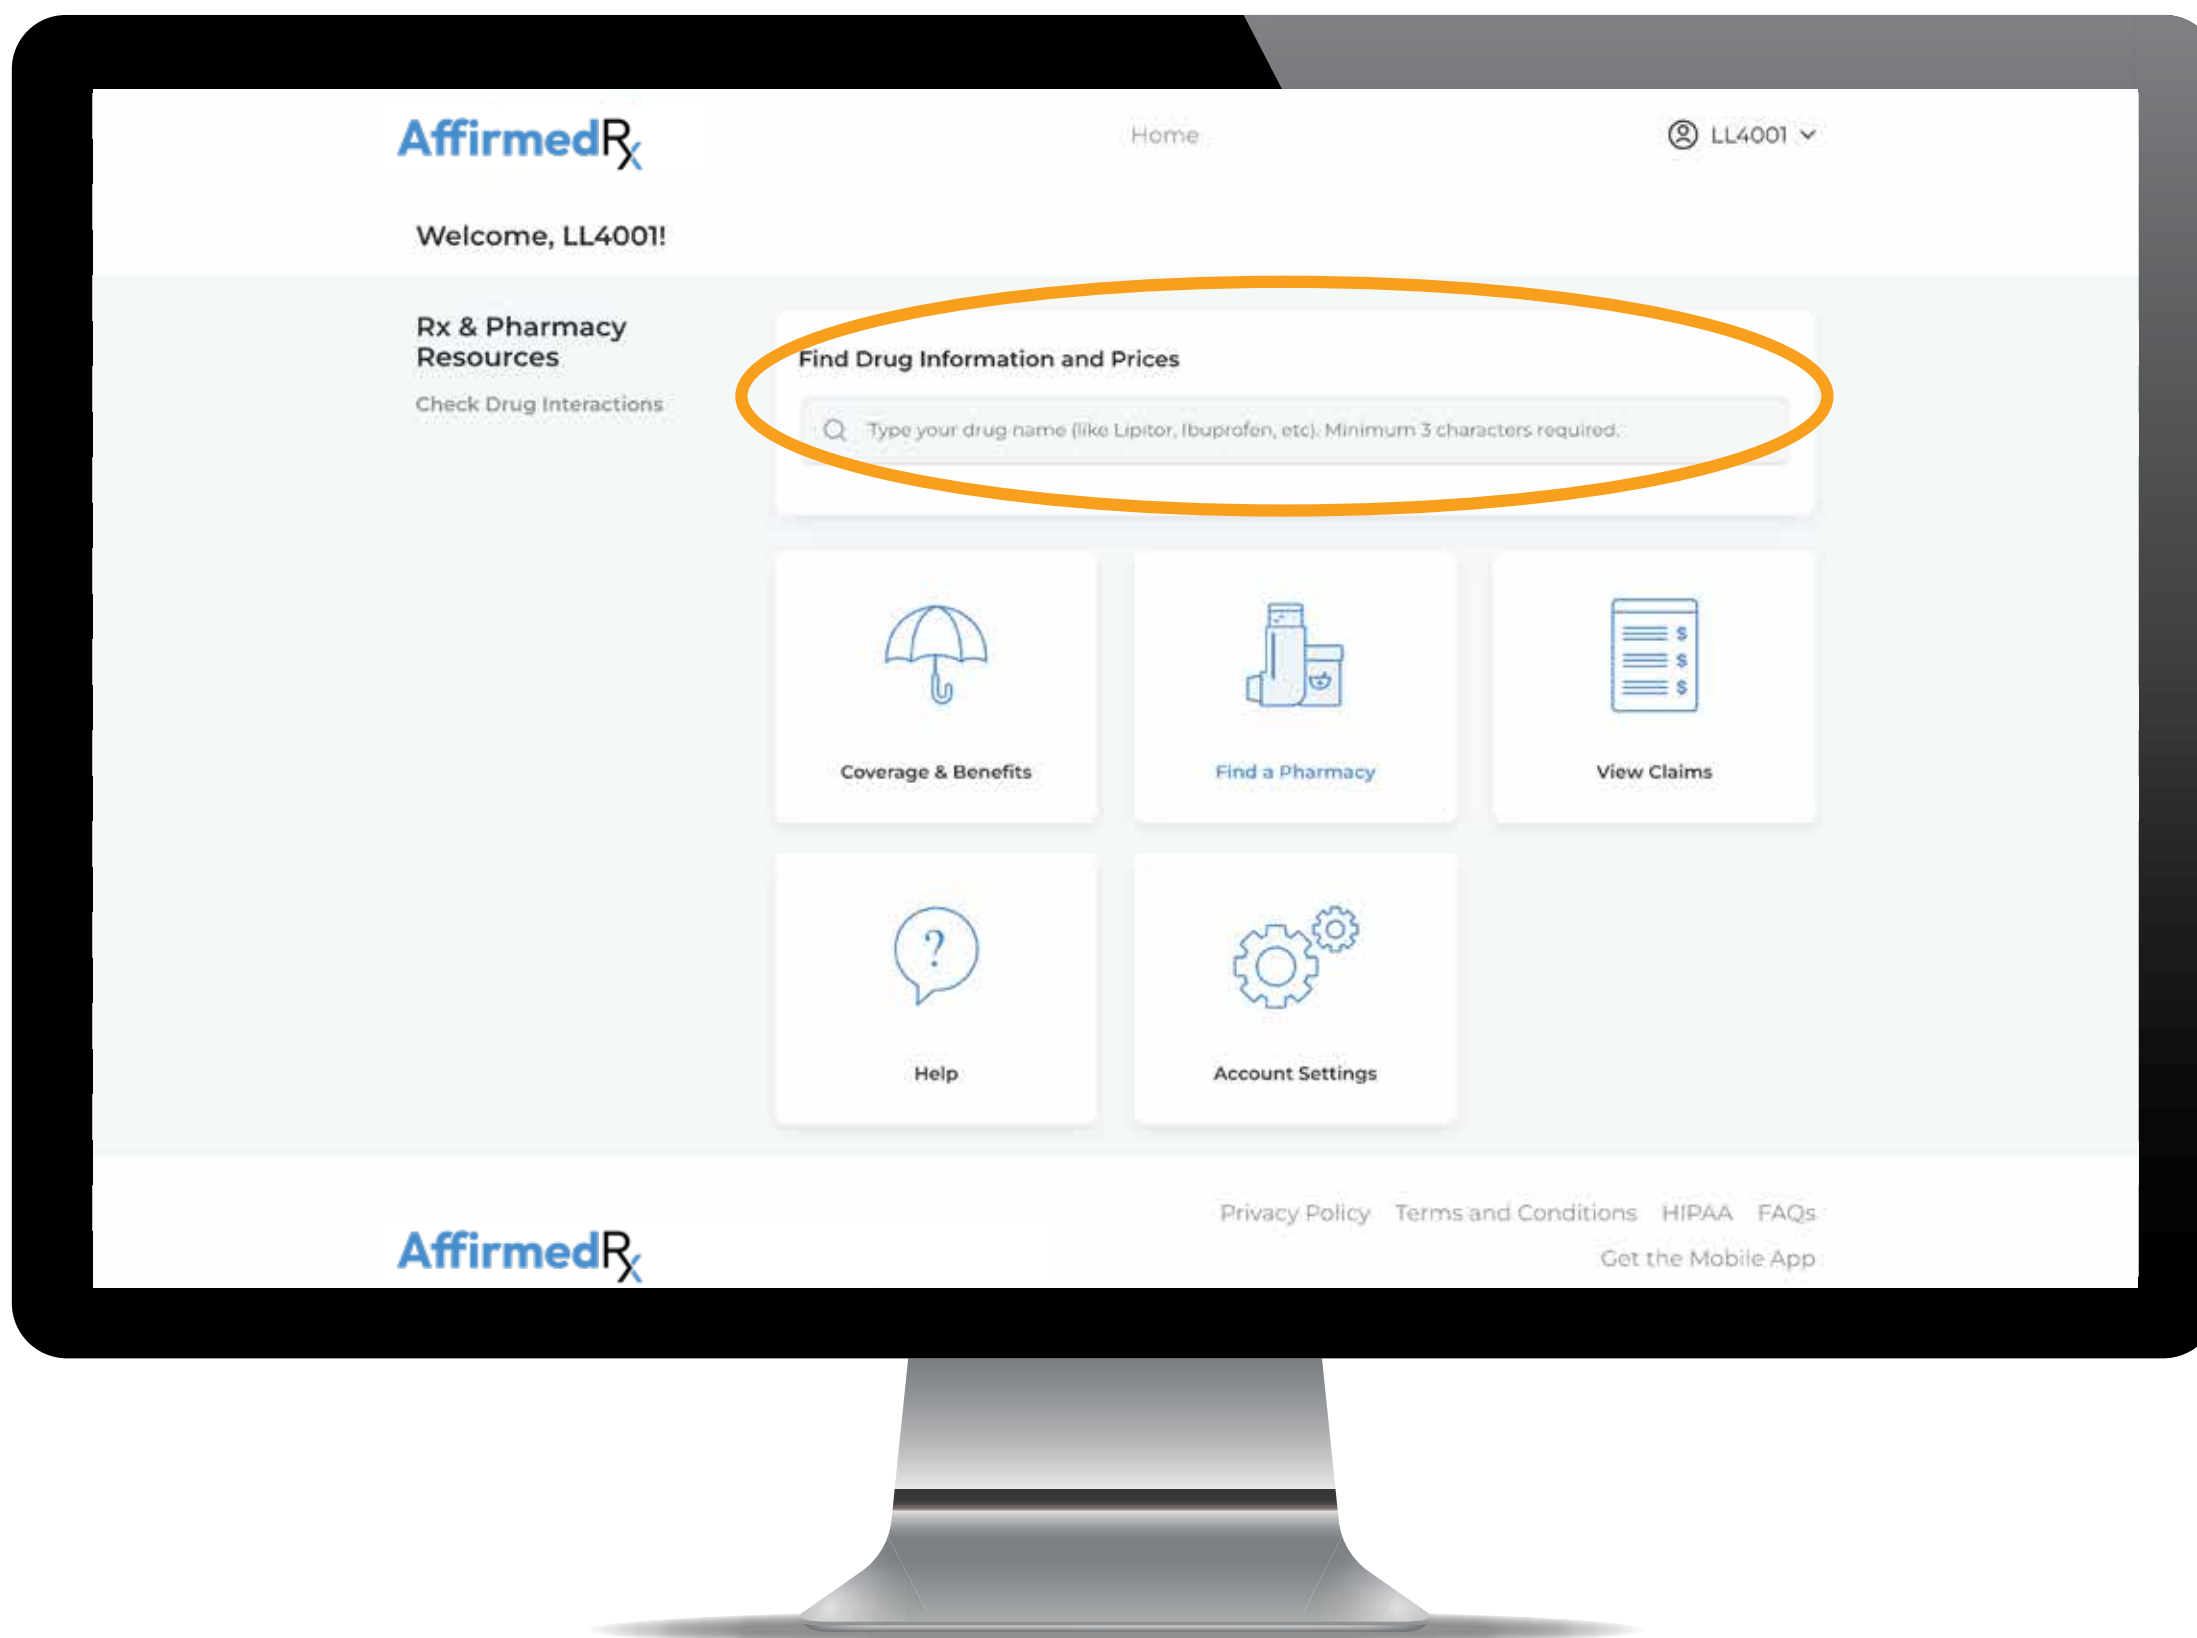 AffirmedRx
Home
LL4001
Welcome, LL4001!
Rx & Pharmacy
Resources
Check Drug Interactions
Find Drug Information and Prices
Type your drug name (like Lipitor, Ibuprofen, etc). Minimum 3 characters required.
$
$
$
Coverage & Benefits
Find a Pharmacy
View Claims
?
Help
Account Settings
Privacy Policy Terms and Conditions HIPAA FAQs
Get the Mobile App
AffirmedRx